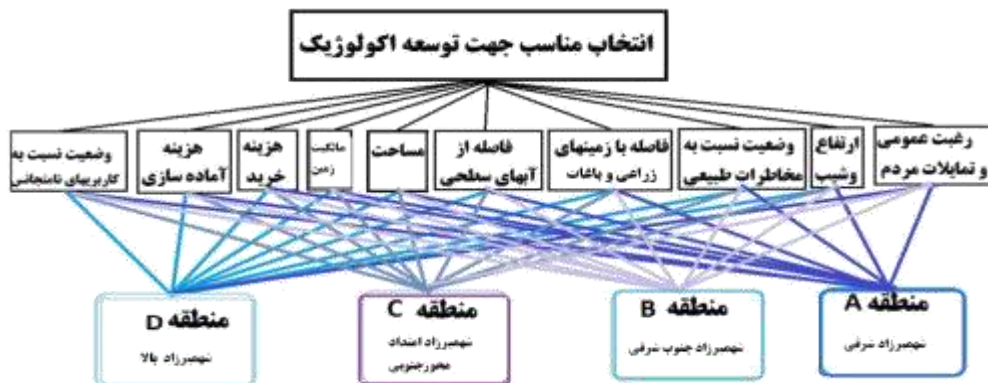 انتخاب مناسب جهت توسعه اکولوژیک
رغبت عمومی
و تمایلات مردم
ارتفاع
وشیب
وضعیت نسبت به
مخاطرات طبیعی
فاصله با زمینهای
زراعی و باغات
فاصله از
آبهای سطحی
مساحت
مالکیت
زمین
هزینه
خرید
هزینه
آماده سازی
وضعیت نسبت به
کاربریهای نامتجانس
منطقه A
شهمیرزاد شرقی
منطقه B
شهمیرزاد جنوب شرقی
منطقه C
شهمیرزاد امتداد
محورجنوبی
منطقه D
شهمیرزاد بالا